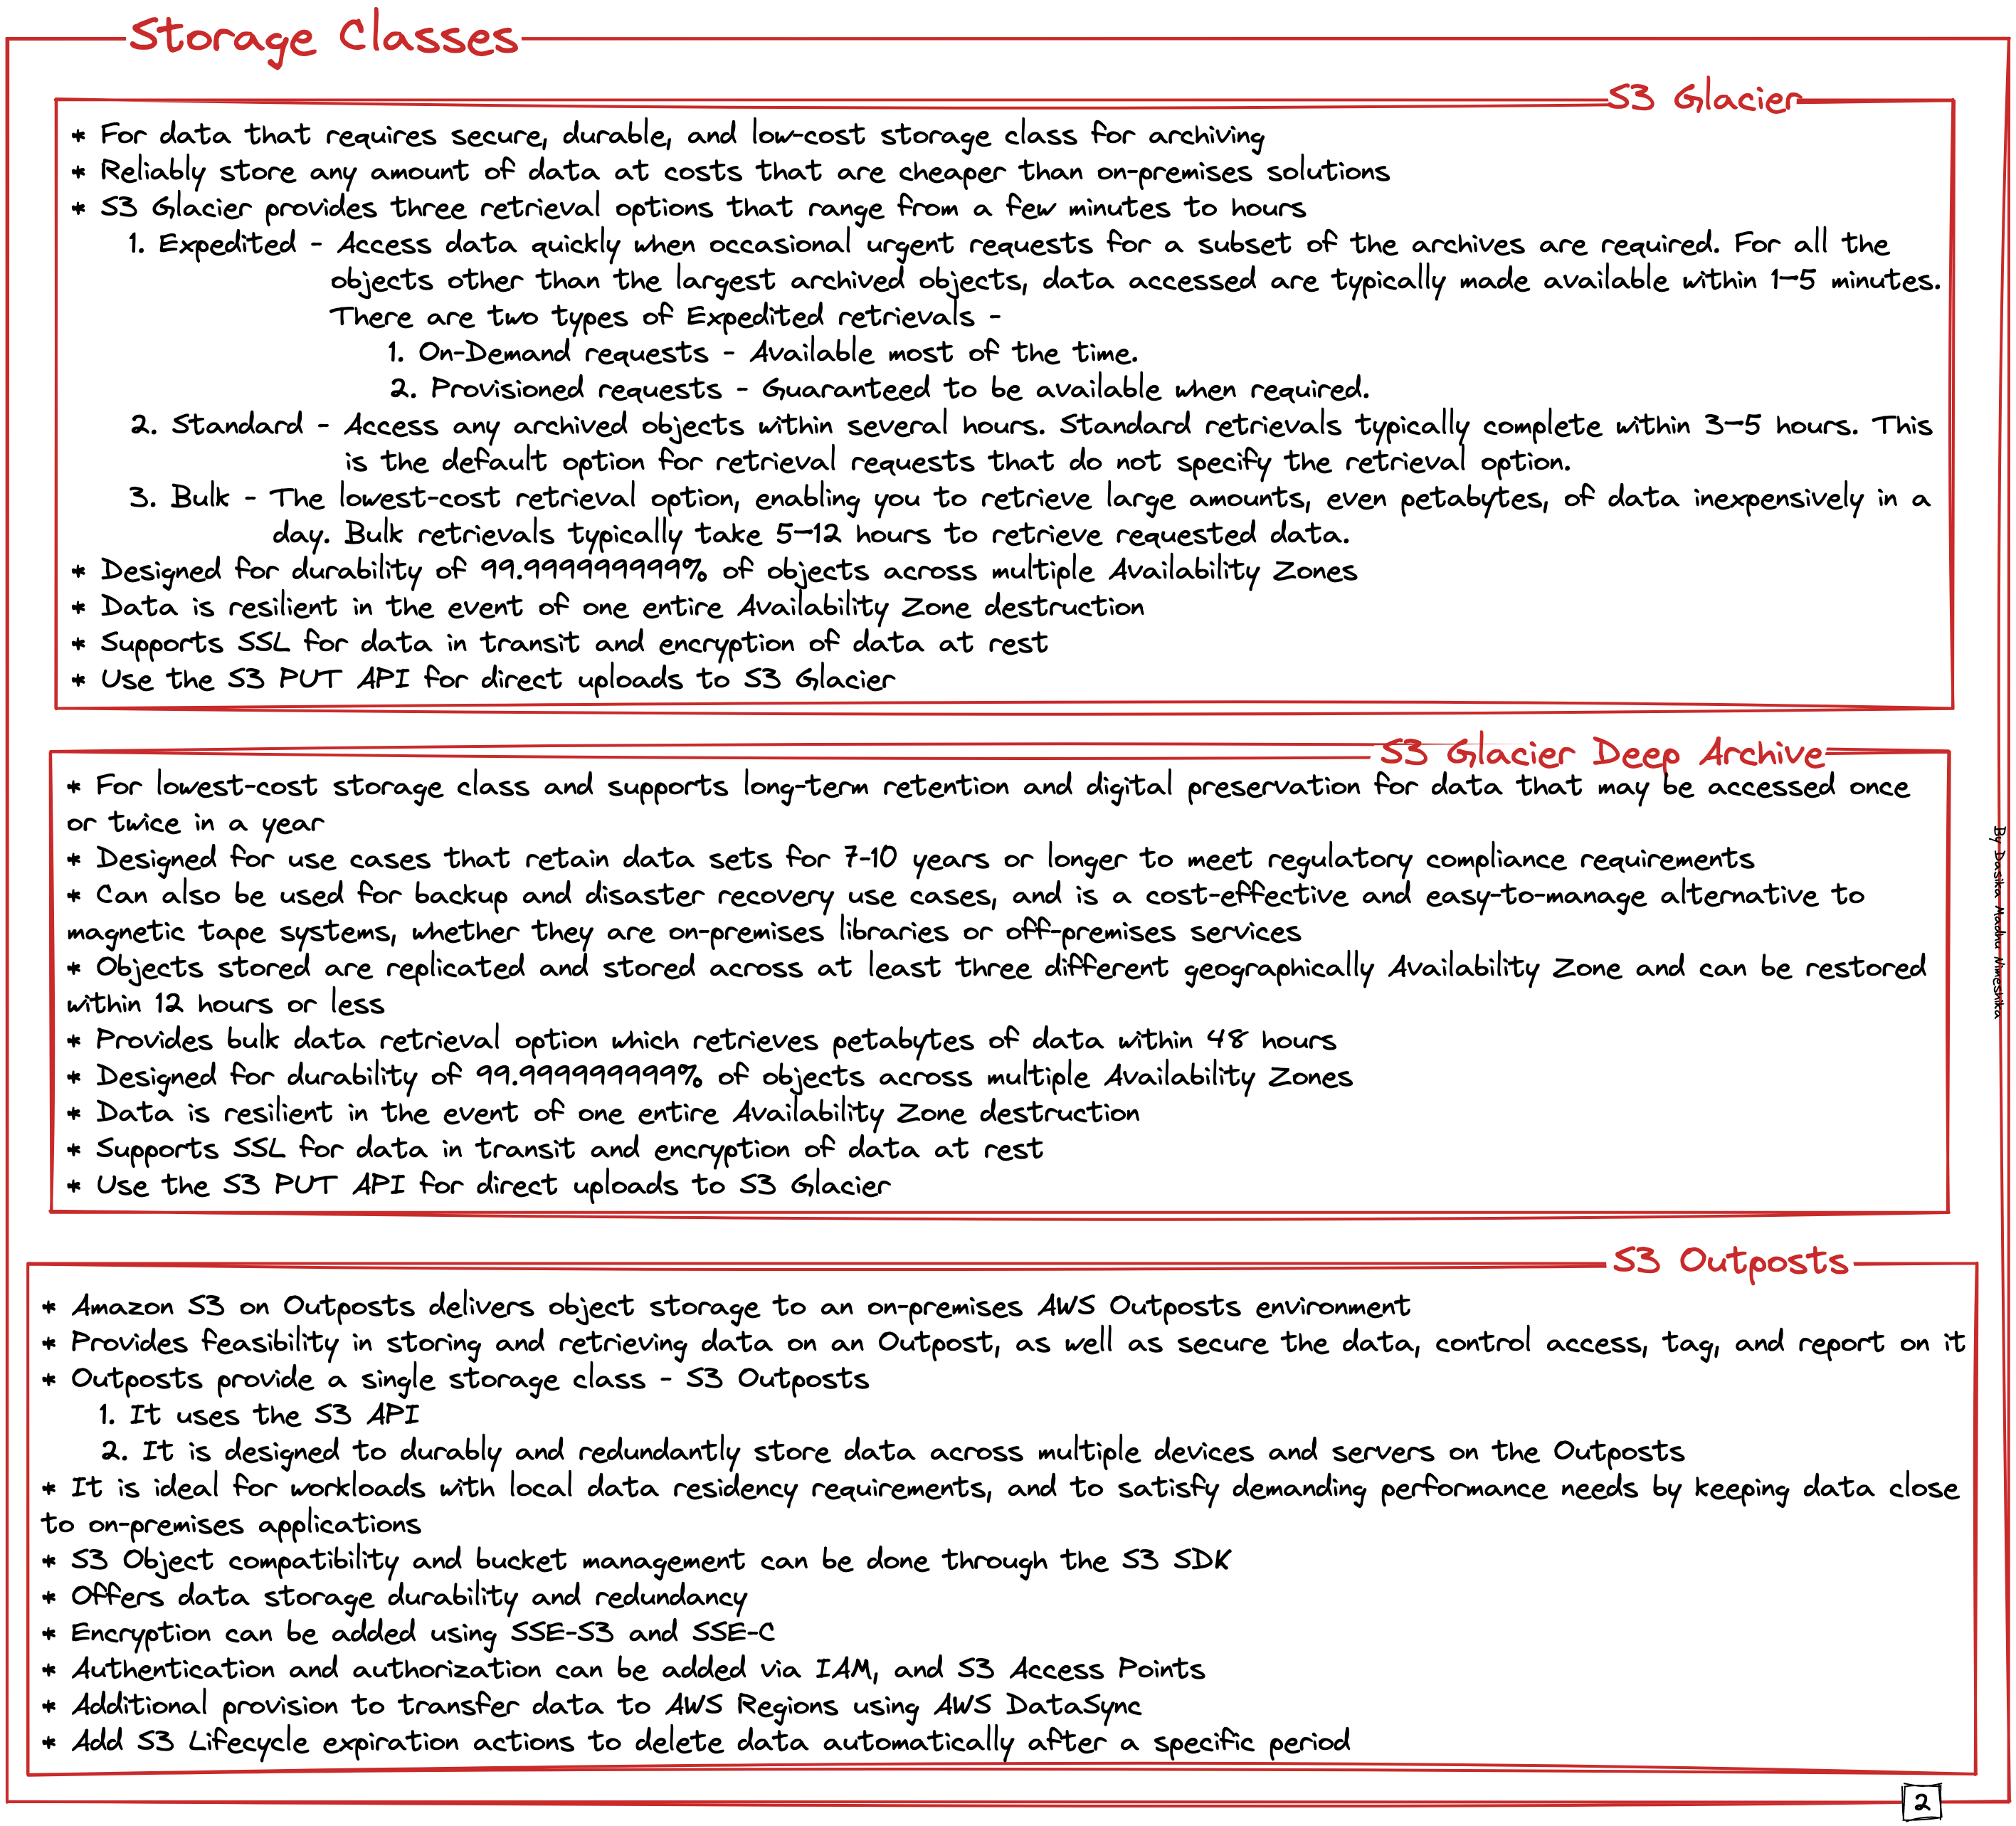 Storage Classes
S3 Glacier
* For data that requires secure, durable, and low-cost storage class for archiving
* Reliably store any amount of data at costs that are cheaper than on-premises solutions
* S3 Glacier provides three retrieval options that range from a few minutes to hours
1. Expedited - Access data quickly when occasional urgent requests for a subset of the archives are required. For all the
objects other than the largest archived objects, data accessed are typically made available within 1–5 minutes.
There are two types of Expedited retrievals -
1. On-Demand requests - Available most of the time.
2. Provisioned requests - Guaranteed to be available when required.
2. Standard - Access any archived objects within several hours. Standard retrievals typically complete within 3–5 hours. This
is the default option for retrieval requests that do not specify the retrieval option.
3. Bulk - The lowest-cost retrieval option, enabling you to retrieve large amounts, even petabytes, of data inexpensively in a
day. Bulk retrievals typically take 5–12 hours to retrieve requested data.
* Designed for durability of 99.999999999% of objects across multiple Availability Zones
* Data is resilient in the event of one entire Availability Zone destruction
* Supports SSL for data in transit and encryption of data at rest
* Use the S3 PUT API for direct uploads to S3 Glacier
S3 Glacier Deep Archive
* For lowest-cost storage class and supports long-term retention and digital preservation for data that may be accessed once
or twice in a year
* Designed for use cases that retain data sets for 7-10 years or longer to meet regulatory compliance requirements
* Can also be used for backup and disaster recovery use cases, and is a cost-effective and easy-to-manage alternative to
magnetic tape systems, whether they are on-premises libraries or off-premises services
* Objects stored are replicated and stored across at least three different geographically Availability Zone and can be restored
within 12 hours or less
* Provides bulk data retrieval option which retrieves petabytes of data within 48 hours
* Designed for durability of 99.999999999% of objects across multiple Availability Zones
* Data is resilient in the event of one entire Availability Zone destruction
* Supports SSL for data in transit and encryption of data at rest
* Use the S3 PUT API for direct uploads to S3 Glacier
By Dasika Madhu Nimeshika
S3 Outposts
* Amazon S3 on Outposts delivers object storage to an on-premises AWS Outposts environment
* Provides feasibility in storing and retrieving data on an Outpost, as well as secure the data, control access, tag, and report on it
* Outposts provide a single storage class - S3 Outposts
1. It uses the S3 API
2. It is designed to durably and redundantly store data across multiple devices and servers on the Outposts
* It is ideal for workloads with local data residency requirements, and to satisfy demanding performance needs by keeping data close
to on-premises applications
* S3 Object compatibility and bucket management can be done through the S3 SDK
* Offers data storage durability and redundancy
* Encryption can be added using SSE-S3 and SSE-C
* Authentication and authorization can be added via IAM, and S3 Access Points
* Additional provision to transfer data to AWS Regions using AWS DataSync
* Add S3 Lifecycle expiration actions to delete data automatically after a specific period
2